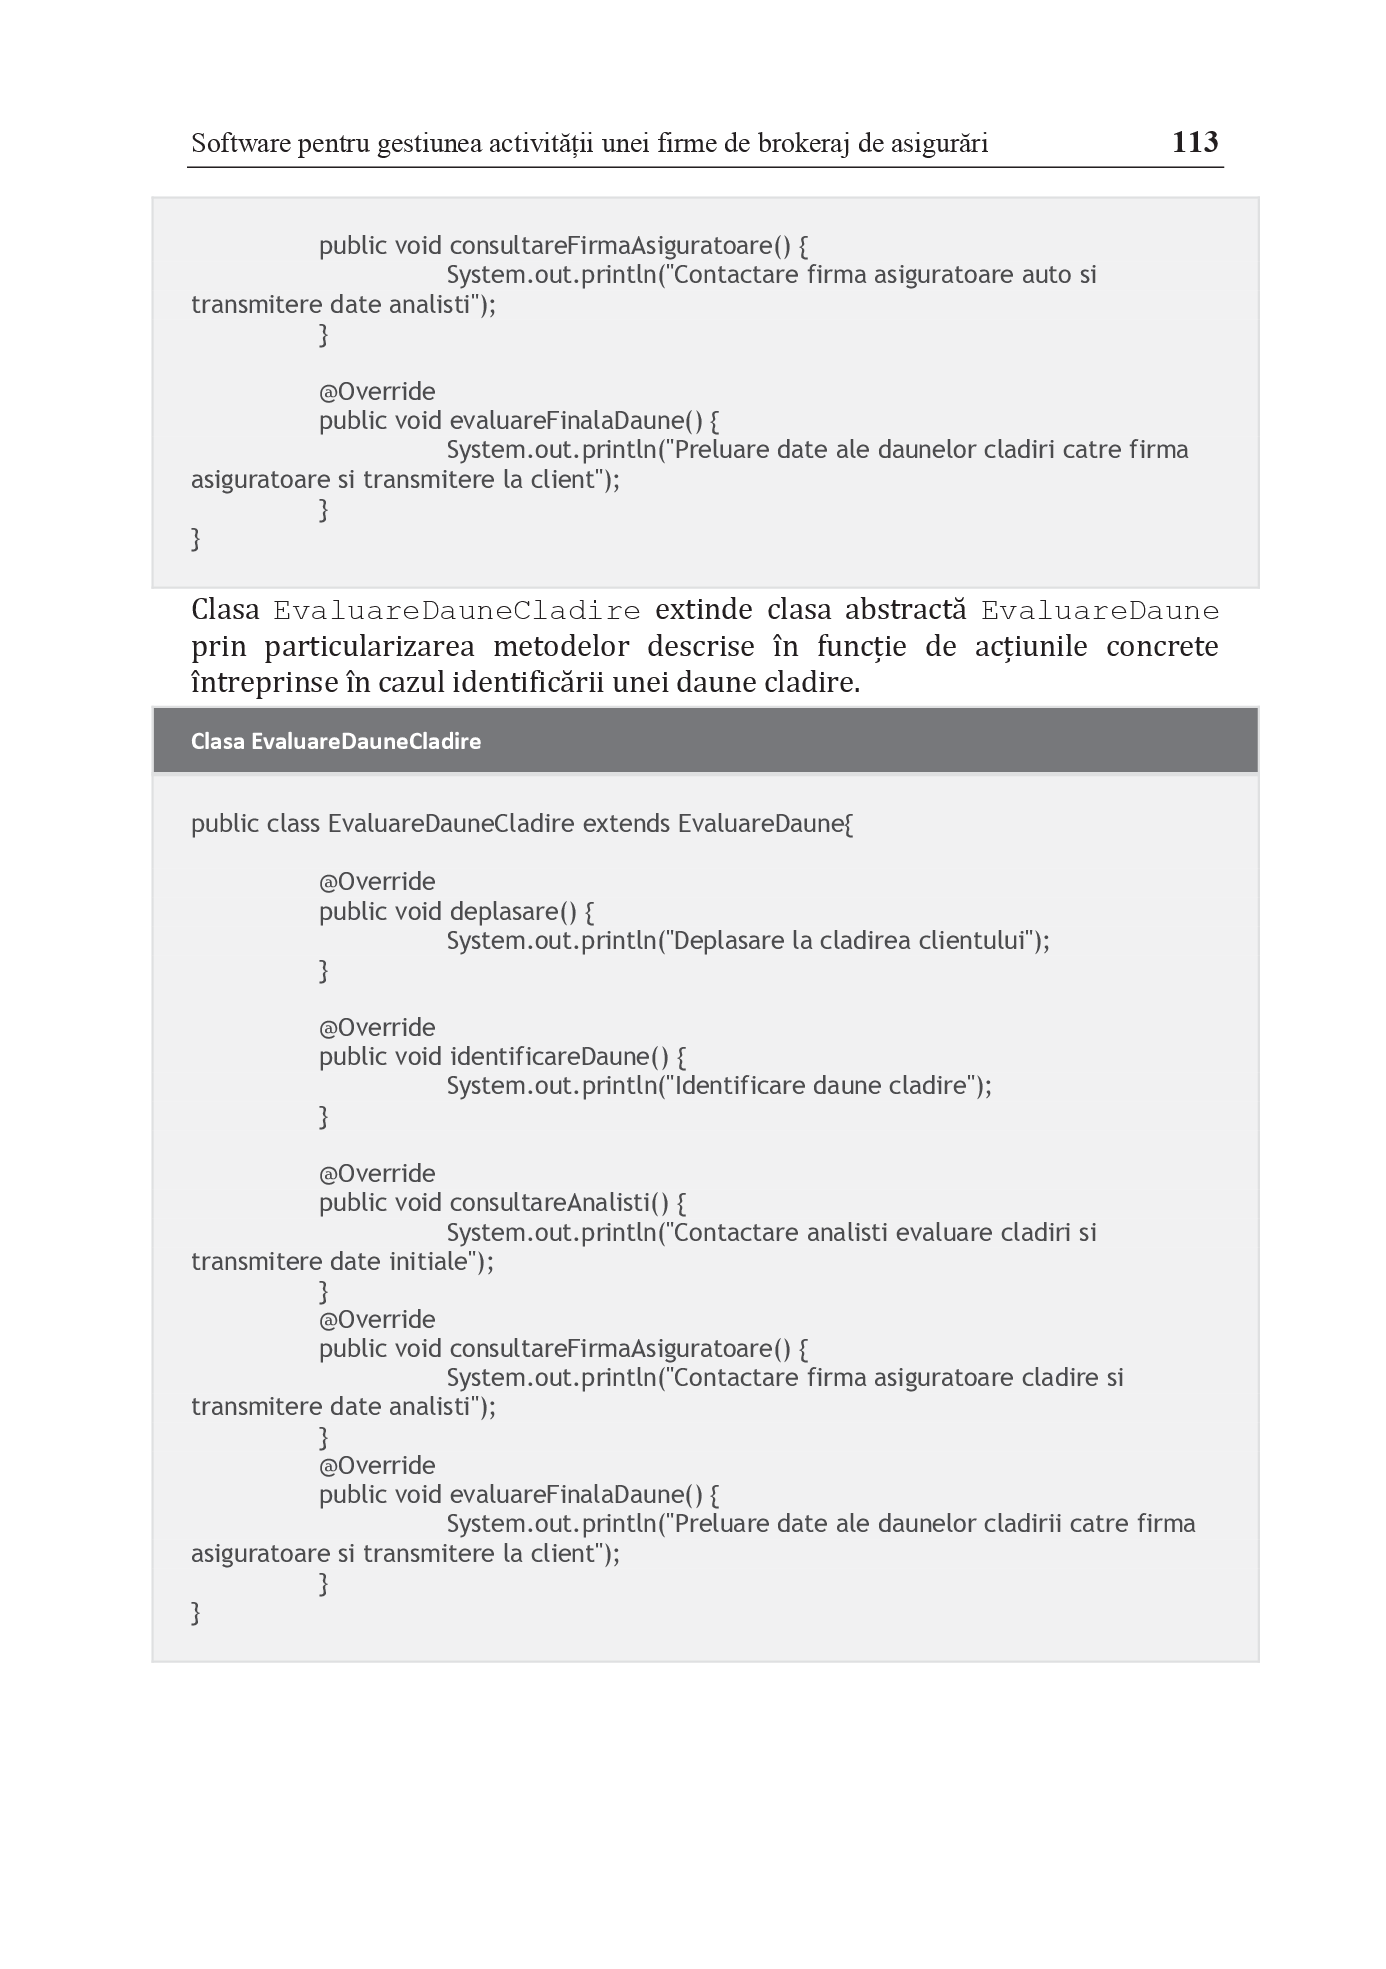 Software pentru gestiunea activității unei firme de brokeraj de asigurări 113
public void consultareFirmaAsiguratoare() {
System.out.println("Contactare firma asiguratoare auto si
transmitere date analisti");
}
@Override
public void evaluareFinalaDaune() {
System.out.println("Preluare date ale daunelor cladiri catre firma
asiguratoare si transmitere la client");
}
}
Clasa EvaluareDauneCladire extinde clasa abstractă EvaluareDaune
prin particularizarea metodelor descrise în funcție de acțiunile concrete
întreprinse în cazul identificării unei daune cladire.
Clasa EvaluareDauneCladire
public class EvaluareDauneCladire extends EvaluareDaune{
@Override
public void deplasare() {
System.out.println("Deplasare la cladirea clientului");
}
@Override
public void identificareDaune() {
System.out.println("Identificare daune cladire");
}
@Override
public void consultareAnalisti() {
System.out.println("Contactare analisti evaluare cladiri si
transmitere date initiale");
}
@Override
public void consultareFirmaAsiguratoare() {
System.out.println("Contactare firma asiguratoare cladire si
transmitere date analisti");
}
@Override
public void evaluareFinalaDaune() {
System.out.println("Preluare date ale daunelor cladirii catre firma
asiguratoare si transmitere la client");
}
}